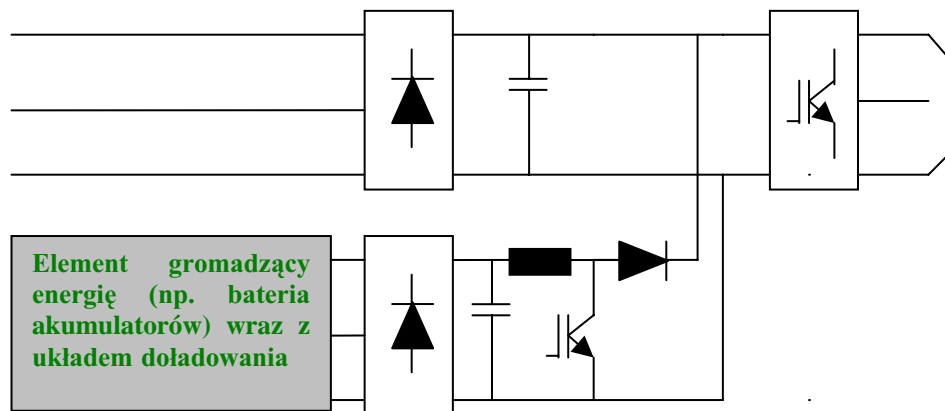 Element gromadzący
energię (np. bateria
akumulatorów) wraz z
układem doładowania